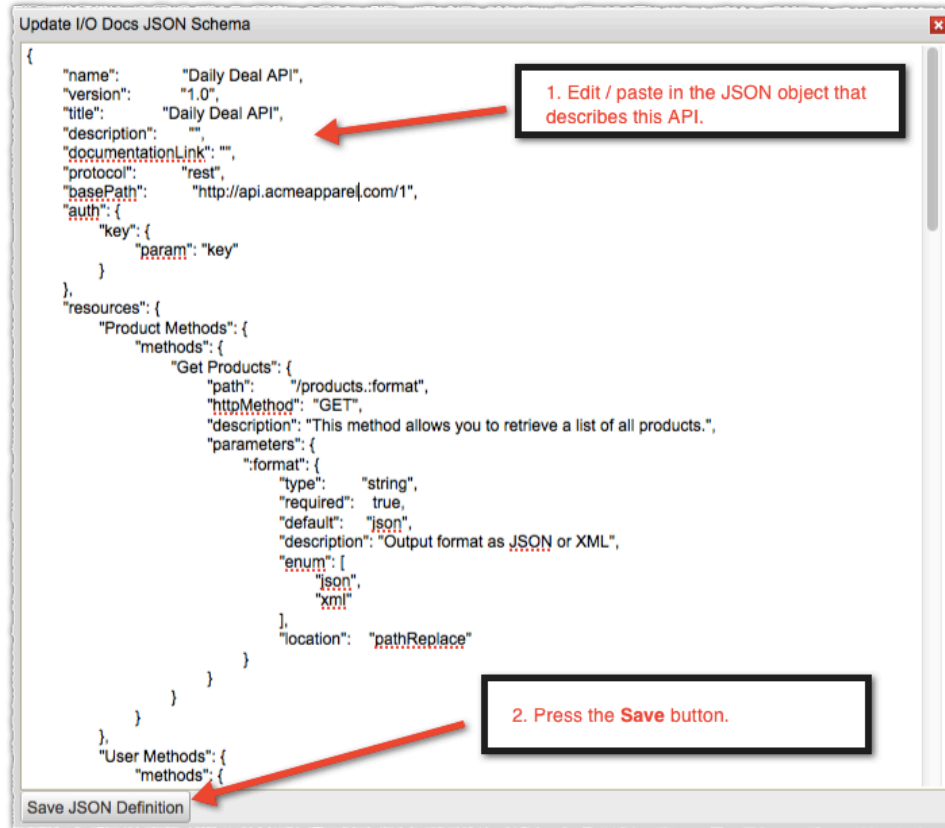 Update I/O Docs JSON Schema
{
"name": "Daily Deal API",
"version": "1.0",
"title": "Daily Deal API",
"description": "",
"documentationLink": "",
"protocol": "rest",
"basePath": "http://api.acmeapparel.com/1",
"auth": {
"key": {
"param": "key"
}
},
"resources": {
"Product Methods": {
"methods": {
"Get Products": {
"path": "/products.:format",
"httpMethod": "GET",
"description": "This method allows you to retrieve a list of all products.",
"parameters": {
":format": {
"type": "string",
"required": true,
"default": "json",
"description": "Output format as JSON or XML",
"enum": [
"json",
"xml"
],
"location": "pathReplace"
}
}
}
}
},
"User Methods": {
"methods": {
1. Edit / paste in the JSON object that
describes this API.
2. Press the Save button.
Save JSON Definition